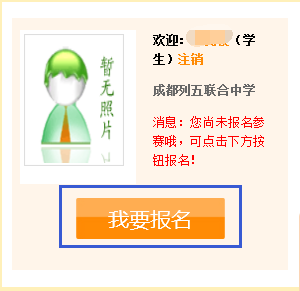 欢迎：（学
生）注销
成都列五联合中学
消息：您尚未报名参
赛哦，可点击下方按
钮报名！
暂无照片
我要报名